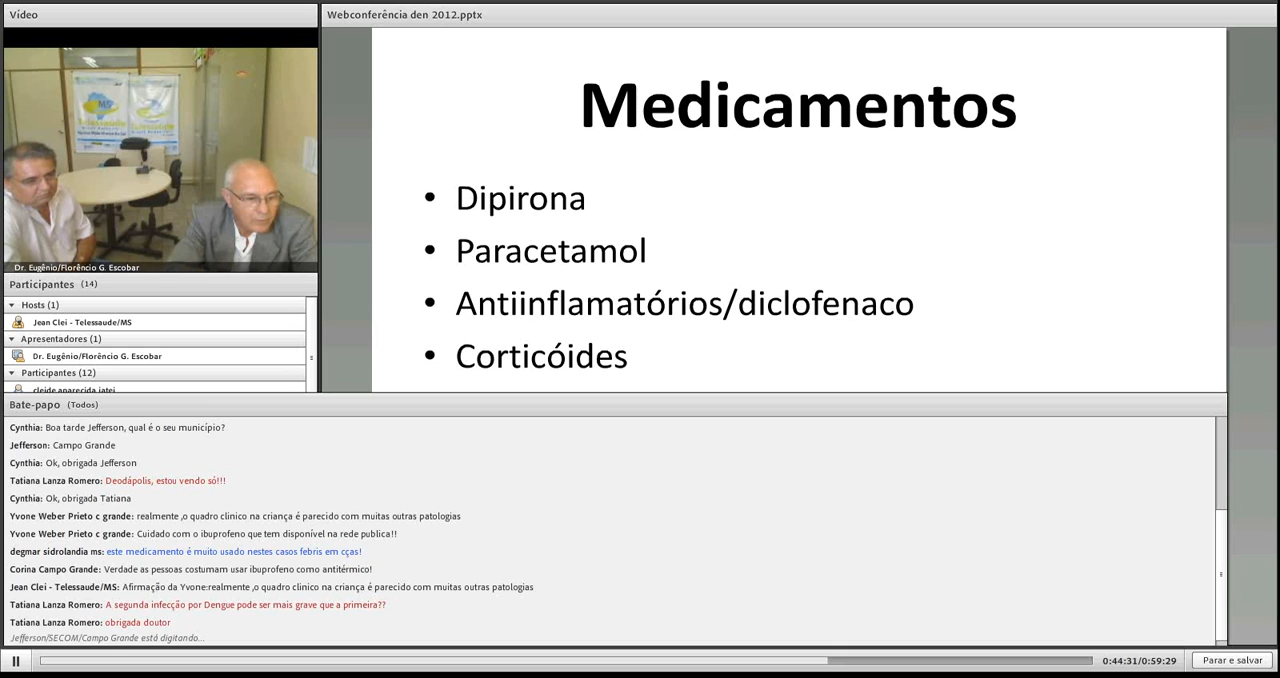 Vídeo
Webconferência den 2012.pptx
MS
Telessaúde
Dr. Eugênio/Florêncio G. Escobar
Medicamentos
• Dipirona
• Paracetamol
• Antiinflamatórios/diclofenaco
• Corticóides
Participantes (14)
Hosts (1)
Jean Clei - Telessaude/MS
Apresentadores (1)
Dr. Eugênio/Florêncio G. Escobar
Participantes (12)
cleide aparecida iatei
Bate-papo (Todos)
Cynthia: Boa tarde Jefferson, qual é o seu município?
Jefferson: Campo Grande
Cynthia: Ok, obrigada Jefferson
Tatiana Lanza Romero: Deodápolis, estou vendo só!!!
Cynthia: Ok, obrigada Tatiana
Yvone Weber Prieto c grande: realmente ,o quadro clinico na criança é parecido com muitas outras patologias
Yvone Weber Prieto c grande: Cuidado com o ibuprofeno que tem disponível na rede publica!!
degmar sidrolandia ms: este medicamento é muito usado nestes casos febris em cças!
Corina Campo Grande: Verdade as pessoas costumam usar ibuprofeno como antitérmico!
Jean Clei - Telessaude/MS: Afirmação da Yvone:realmente ,o quadro clinico na criança é parecido com muitas outras patologias
Tatiana Lanza Romero: A segunda infecção por Dengue pode ser mais grave que a primeira??
Tatiana Lanza Romero: obrigada doutor
Jefferson/SECOM/Campo Grande está digitando...
0:44:31/0:59:29
Parar e salvar